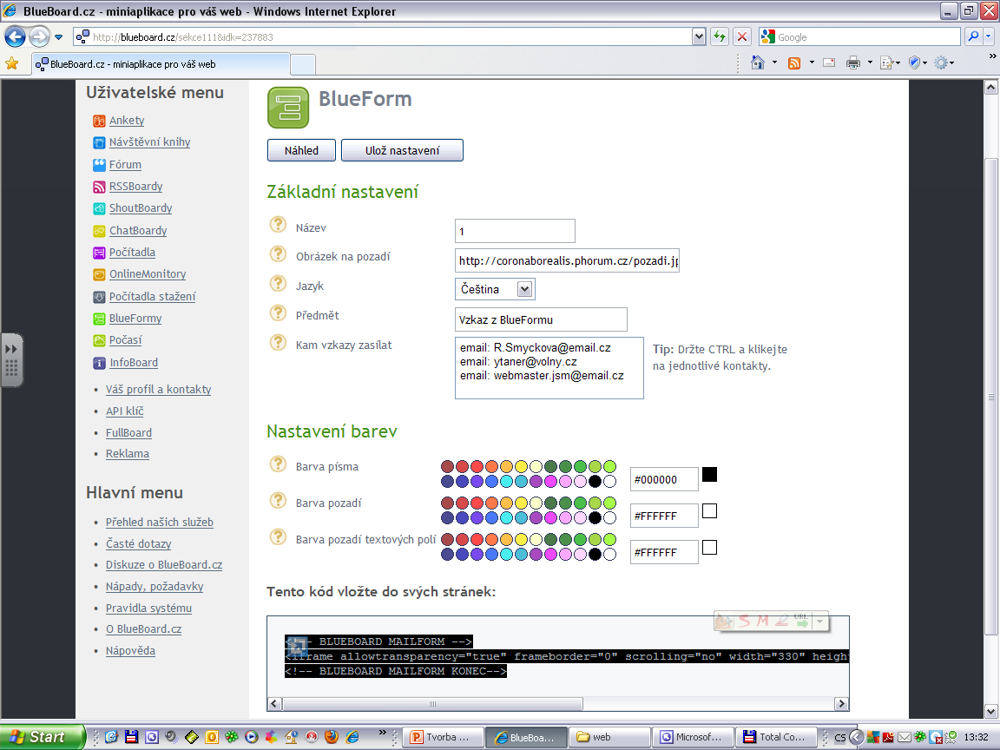 BlueBoard.cz - miniaplikace pro váš web - Windows Internet Explorer
http://blueboard.cz/sekce111&idk=237883
Google
BlueBoard.cz - miniaplikace pro váš web
Uživatelské menu
Ankety
Návštěvní knihy
Fórum
RSSBoardy
ShoutBoardy
ChatBoardy
Počítadla
OnlineMonitory
Počítadla stažení
BlueFormy
Počasí
InfoBoard
Váš profil a kontakty
API klíč
FullBoard
Reklama
Hlavní menu
Přehled našich služeb
Časté dotazy
Diskuze o BlueBoard.cz
Nápady, požadavky
Pravidla systému
O BlueBoard.cz
Nápověda
BlueForm
Náhled Ulož nastavení
Základní nastavení
Název 1
Obrázek na pozadí http://coronaborealis.phorum.cz/pozadi.jp
Jazyk Čeština
Předmět Vzkaz z BlueFormu
Kam vzkazy zasílat
email: R.Smyckova@email.cz
email: ytaner@volny.cz
email: webmaster.jsm@email.cz
Tip: Držte CTRL a klikejte
na jednotlivé kontakty.
Nastavení barev
Barva písma #000000
Barva pozadí #FFFFFF
Barva pozadí textových polí #FFFFFF
Tento kód vložte do svých stránek:
S M URL
BLUEBOARD MAILFORM -->
<iframe allowtransparency="true" frameborder="0" scrolling="no" width="330" heigh
<!-- BLUEBOARD MAILFORM KONEC-->
Start Tvorba ... BlueBoa... web Microsof... Total Co... CS 13:32